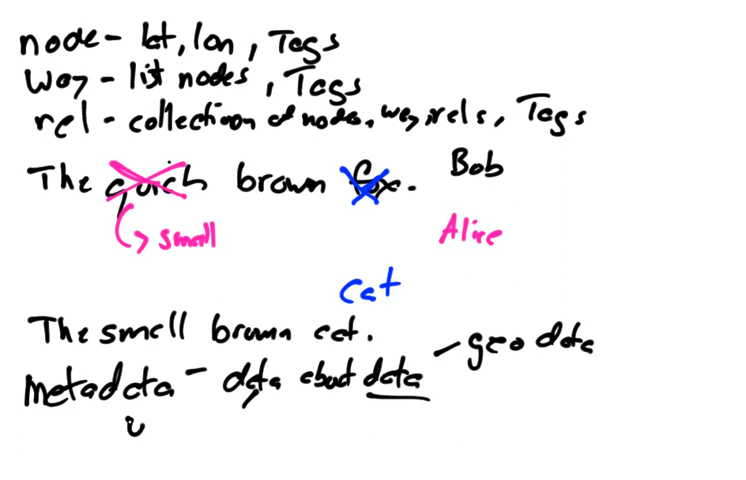 node - lat, lon, Tags
way - list nodes, Tags
rel - collection of nodes, way, rels, Tags
The quick brown fox. Bob
small Alice
cat
The small brown cat.
- geo data
metadata - data about data